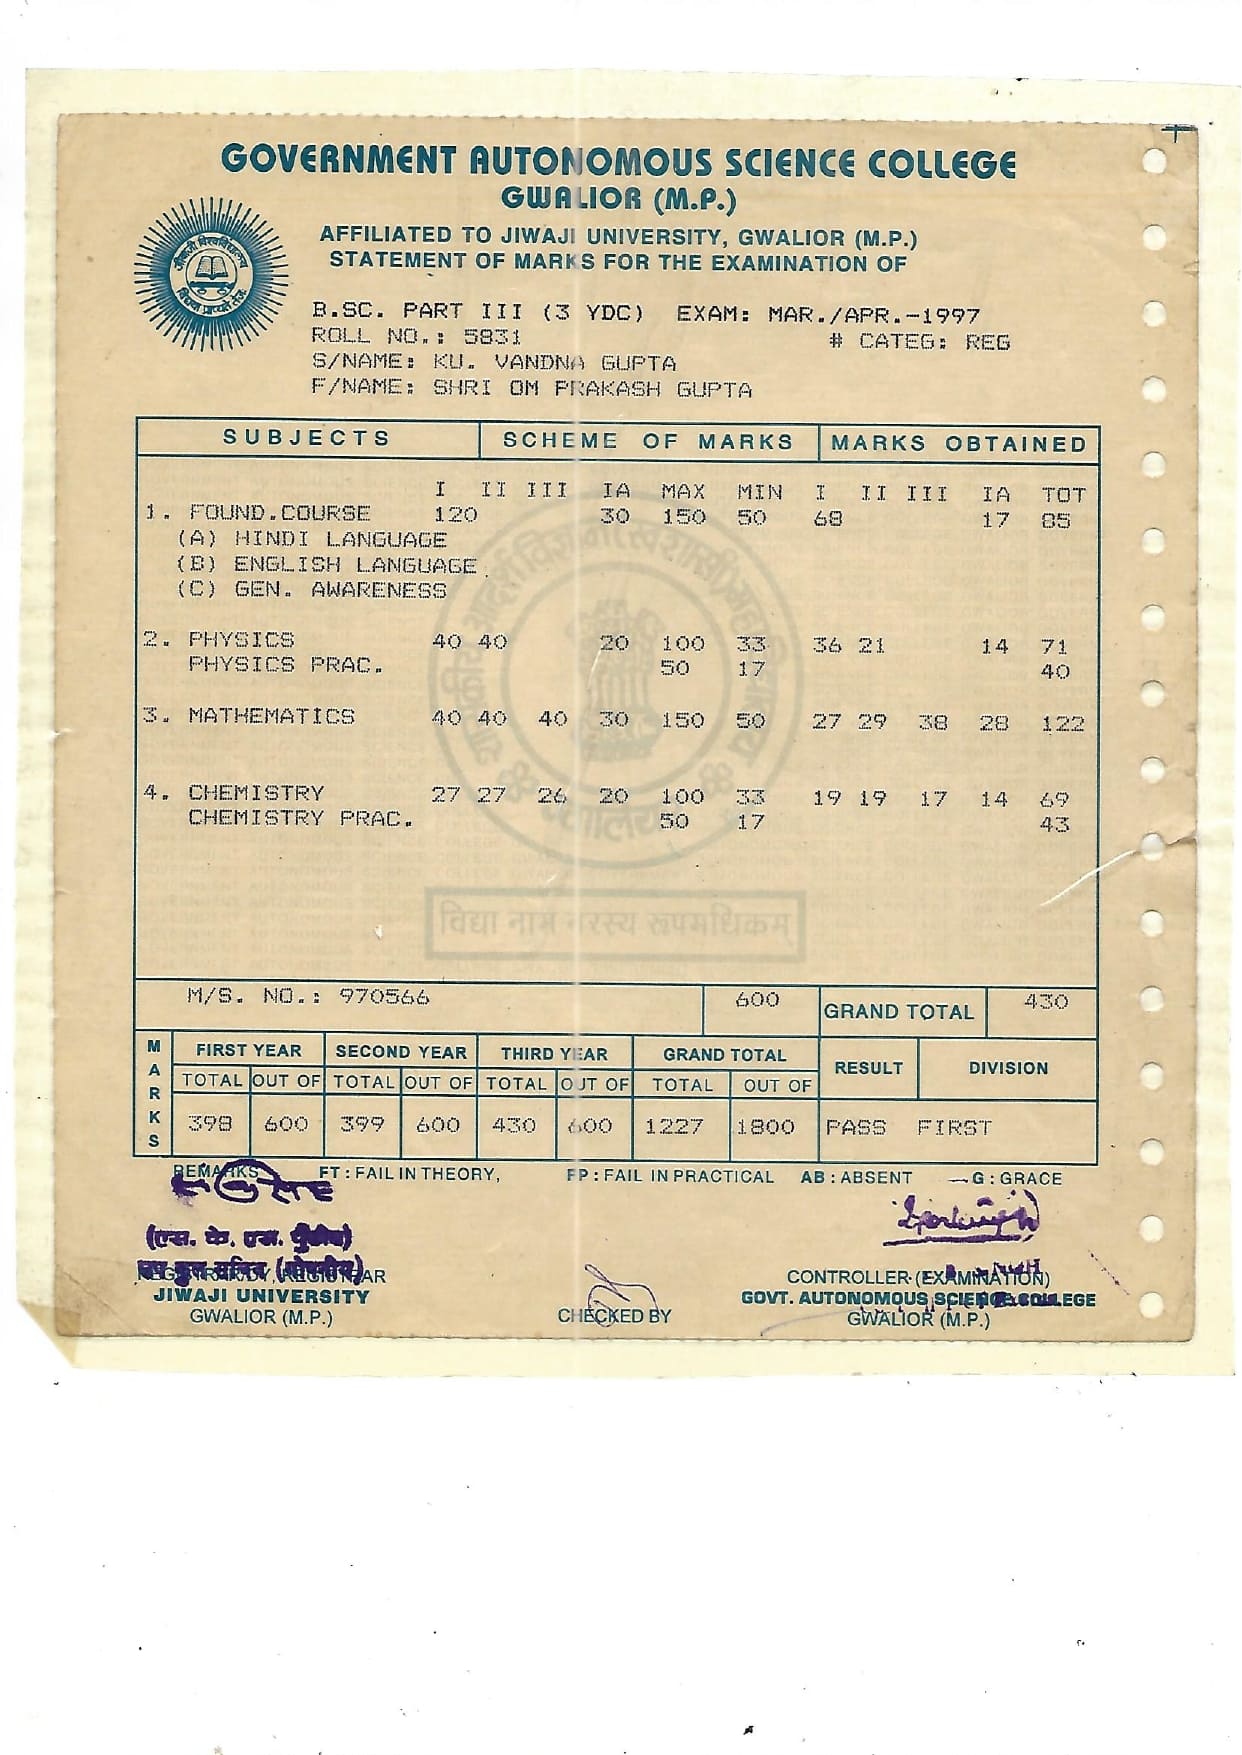 GOVERNMENT AUTONOMOUS SCIENCE COLLEGE
GWALIOR (M.P.)
AFFILIATED TO JIWAJI UNIVERSITY, GWALIOR (M.P.)
STATEMENT OF MARKS FOR THE EXAMINATION OF
B.SC. PART III (3 YDC) EXAM: MAR./APR.-1997
ROLL NO.: 5831 # CATEG: REG
S/NAME: KU. VANDNA GUPTA
F/NAME: SHRI OM PRAKASH GUPTA
SUBJECTS SCHEME OF MARKS MARKS OBTAINED
I II III IA MAX MIN I II III IA TOT
1. FOUND.COURSE 120 30 150 50 68 17 85
(A) HINDI LANGUAGE
(B) ENGLISH LANGUAGE
(C) GEN. AWARENESS
2. PHYSICS 40 40 20 100 33 36 21 14 71
PHYSICS PRAC. 50 17 40
3. MATHEMATICS 40 40 40 30 150 50 27 29 38 28 122
4. CHEMISTRY 27 27 26 20 100 33 19 19 17 14 69
CHEMISTRY PRAC. 50 17 43
विद्या नाम नरस्य रूपमधिकम्
M/S. NO.: 970566 600 GRAND TOTAL 430
MARKS FIRST YEAR SECOND YEAR THIRD YEAR GRAND TOTAL RESULT DIVISION
TOTAL OUT OF TOTAL OUT OF TOTAL OUT OF TOTAL OUT OF
398 600 399 600 430 600 1227 1800 PASS FIRST
REMARKS FT : FAIL IN THEORY, FP : FAIL IN PRACTICAL AB : ABSENT G : GRACE
(एस. के. एस.
REGISTRAR CONTROLLER (EXAMINATION)
JIWAJI UNIVERSITY GOVT. AUTONOMOUS SCIENCE COLLEGE
GWALIOR (M.P.) CHECKED BY GWALIOR (M.P.)